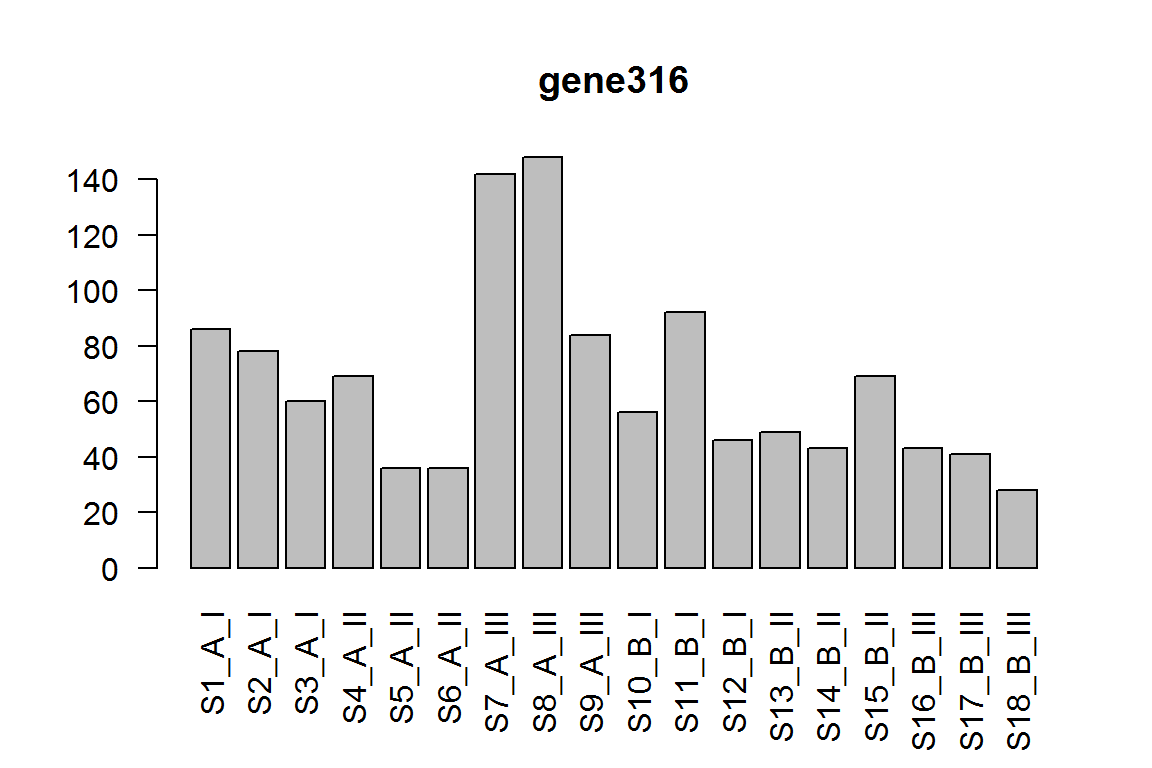 gene316
140
120
100
80
60
40
20
0
S1_A_I
S2_A_I
S3_A_I
S4_A_II
S5_A_II
S6_A_II
S7_A_III
S8_A_III
S9_A_III
S10_B_I
S11_B_I
S12_B_I
S13_B_II
S14_B_II
S15_B_II
S16_B_III
S17_B_III
S18_B_III